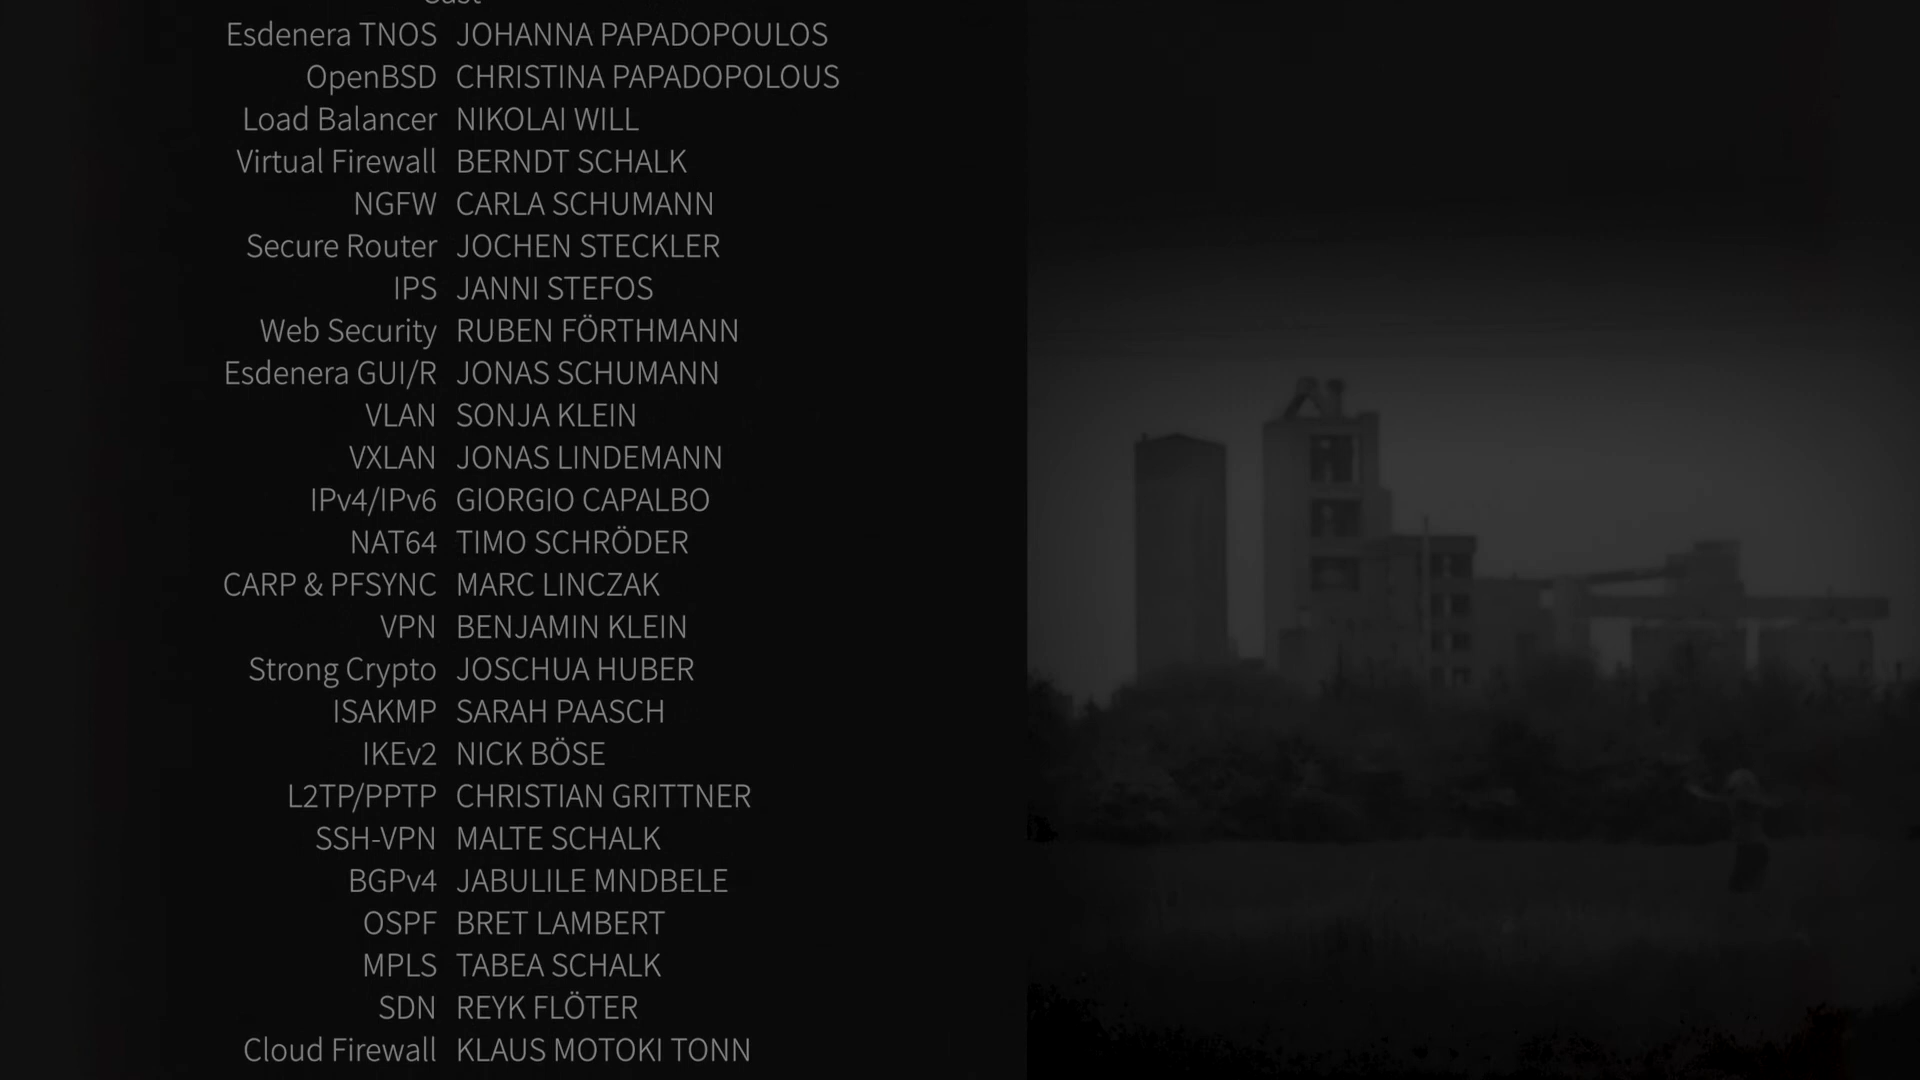 Cast
Esdenera TNOS JOHANNA PAPADOPOULOS
OpenBSD CHRISTINA PAPADOPOLOUS
Load Balancer NIKOLAI WILL
Virtual Firewall BERNDT SCHALK
NGFW CARLA SCHUMANN
Secure Router JOCHEN STECKLER
IPS JANNI STEFOS
Web Security RUBEN FÖRTHMANN
Esdenera GUI/R JONAS SCHUMANN
VLAN SONJA KLEIN
VXLAN JONAS LINDEMANN
IPv4/IPv6 GIORGIO CAPALBO
NAT64 TIMO SCHRÖDER
CARP & PFSYNC MARC LINCZAK
VPN BENJAMIN KLEIN
Strong Crypto JOSCHUA HUBER
ISAKMP SARAH PAASCH
IKEv2 NICK BÖSE
L2TP/PPTP CHRISTIAN GRITTNER
SSH-VPN MALTE SCHALK
BGPv4 JABULILE MNDBELE
OSPF BRET LAMBERT
MPLS TABEA SCHALK
SDN REYK FLÖTER
Cloud Firewall KLAUS MOTOKI TONN